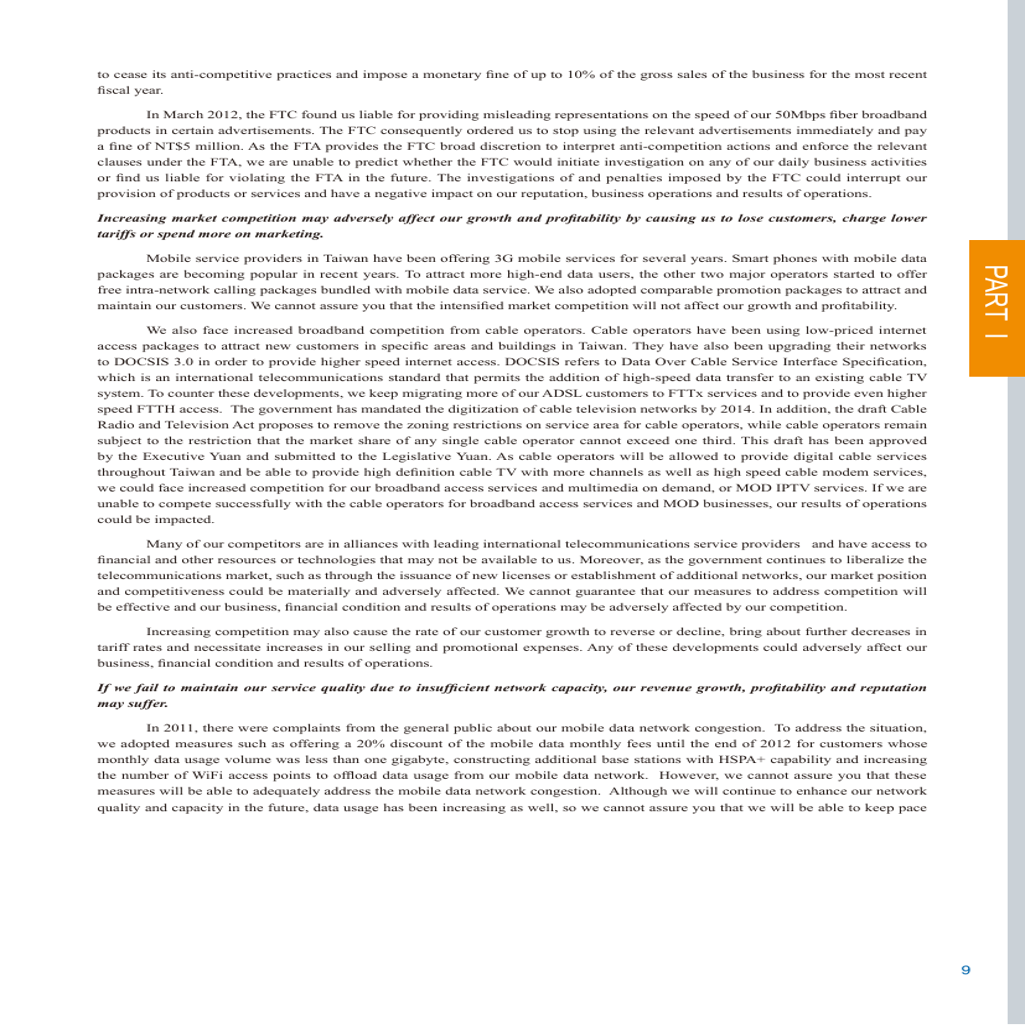 to cease its anti-competitive practices and impose a monetary fine of up to 10% of the gross sales of the business for the most recent
fiscal year.
In March 2012, the FTC found us liable for providing misleading representations on the speed of our 50Mbps fiber broadband
products in certain advertisements. The FTC consequently ordered us to stop using the relevant advertisements immediately and pay
a fine of NT$5 million. As the FTA provides the FTC broad discretion to interpret anti-competition actions and enforce the relevant
clauses under the FTA, we are unable to predict whether the FTC would initiate investigation on any of our daily business activities
or find us liable for violating the FTA in the future. The investigations of and penalties imposed by the FTC could interrupt our
provision of products or services and have a negative impact on our reputation, business operations and results of operations.
Increasing market competition may adversely affect our growth and profitability by causing us to lose customers, charge lower
tariffs or spend more on marketing.
Mobile service providers in Taiwan have been offering 3G mobile services for several years. Smart phones with mobile data
packages are becoming popular in recent years. To attract more high-end data users, the other two major operators started to offer
free intra-network calling packages bundled with mobile data service. We also adopted comparable promotion packages to attract and
maintain our customers. We cannot assure you that the intensified market competition will not affect our growth and profitability.
We also face increased broadband competition from cable operators. Cable operators have been using low-priced internet
access packages to attract new customers in specific areas and buildings in Taiwan. They have also been upgrading their networks
to DOCSIS 3.0 in order to provide higher speed internet access. DOCSIS refers to Data Over Cable Service Interface Specification,
which is an international telecommunications standard that permits the addition of high-speed data transfer to an existing cable TV
system. To counter these developments, we keep migrating more of our ADSL customers to FTTx services and to provide even higher
speed FTTH access. The government has mandated the digitization of cable television networks by 2014. In addition, the draft Cable
Radio and Television Act proposes to remove the zoning restrictions on service area for cable operators, while cable operators remain
subject to the restriction that the market share of any single cable operator cannot exceed one third. This draft has been approved
by the Executive Yuan and submitted to the Legislative Yuan. As cable operators will be allowed to provide digital cable services
throughout Taiwan and be able to provide high definition cable TV with more channels as well as high speed cable modem services,
we could face increased competition for our broadband access services and multimedia on demand, or MOD IPTV services. If we are
unable to compete successfully with the cable operators for broadband access services and MOD businesses, our results of operations
could be impacted.
Many of our competitors are in alliances with leading international telecommunications service providers and have access to
financial and other resources or technologies that may not be available to us. Moreover, as the government continues to liberalize the
telecommunications market, such as through the issuance of new licenses or establishment of additional networks, our market position
and competitiveness could be materially and adversely affected. We cannot guarantee that our measures to address competition will
be effective and our business, financial condition and results of operations may be adversely affected by our competition.
Increasing competition may also cause the rate of our customer growth to reverse or decline, bring about further decreases in
tariff rates and necessitate increases in our selling and promotional expenses. Any of these developments could adversely affect our
business, financial condition and results of operations.
If we fail to maintain our service quality due to insufficient network capacity, our revenue growth, profitability and reputation
may suffer.
In 2011, there were complaints from the general public about our mobile data network congestion. To address the situation,
we adopted measures such as offering a 20% discount of the mobile data monthly fees until the end of 2012 for customers whose
monthly data usage volume was less than one gigabyte, constructing additional base stations with HSPA+ capability and increasing
the number of WiFi access points to offload data usage from our mobile data network. However, we cannot assure you that these
measures will be able to adequately address the mobile data network congestion. Although we will continue to enhance our network
quality and capacity in the future, data usage has been increasing as well, so we cannot assure you that we will be able to keep pace
PART I
9